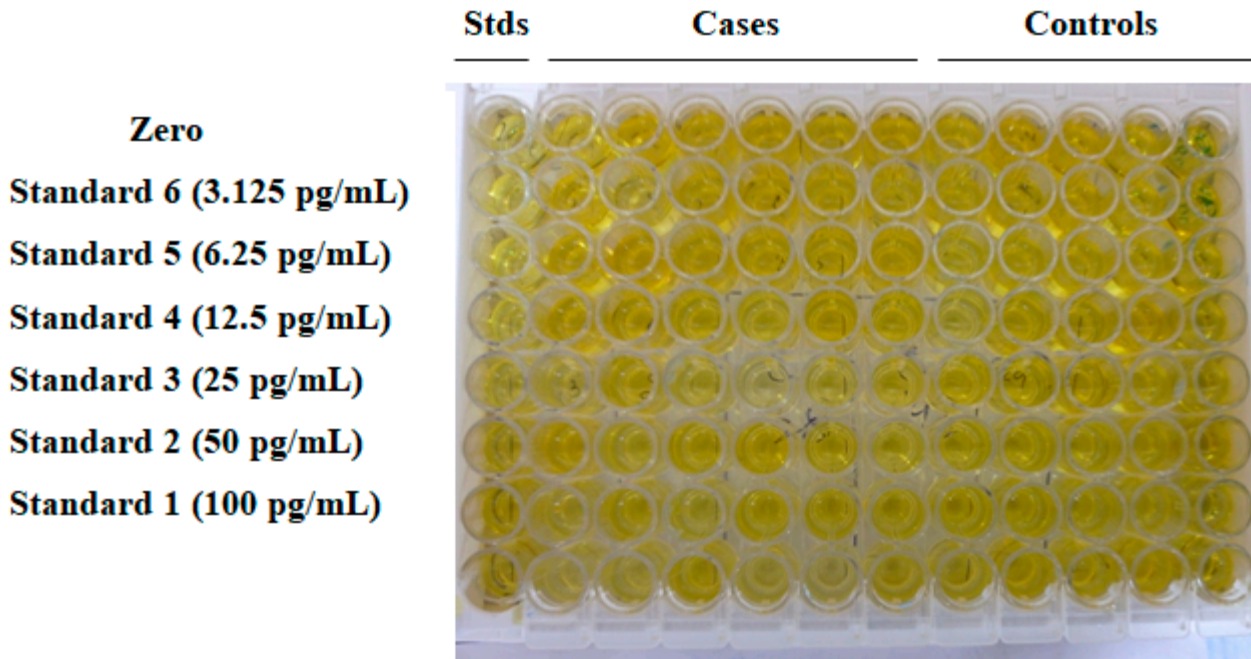 Stds Cases Controls
Zero
Standard 6 (3.125 pg/mL)
Standard 5 (6.25 pg/mL)
Standard 4 (12.5 pg/mL)
Standard 3 (25 pg/mL)
Standard 2 (50 pg/mL)
Standard 1 (100 pg/mL)